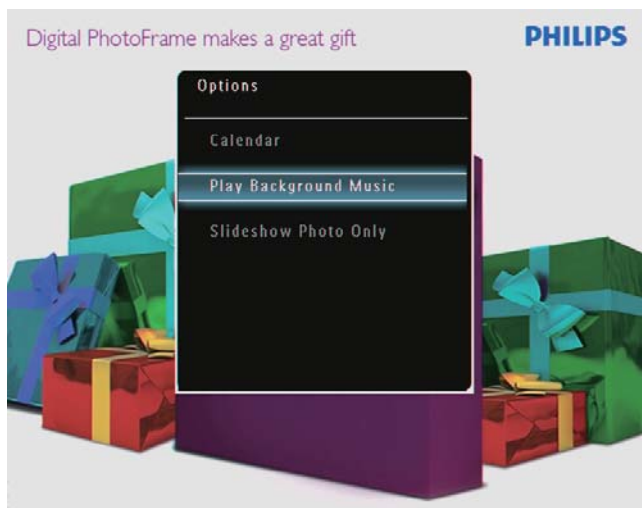 Digital PhotoFrame makes a great gift
PHILIPS
Options
Calendar
Play Background Music
Slideshow Photo Only